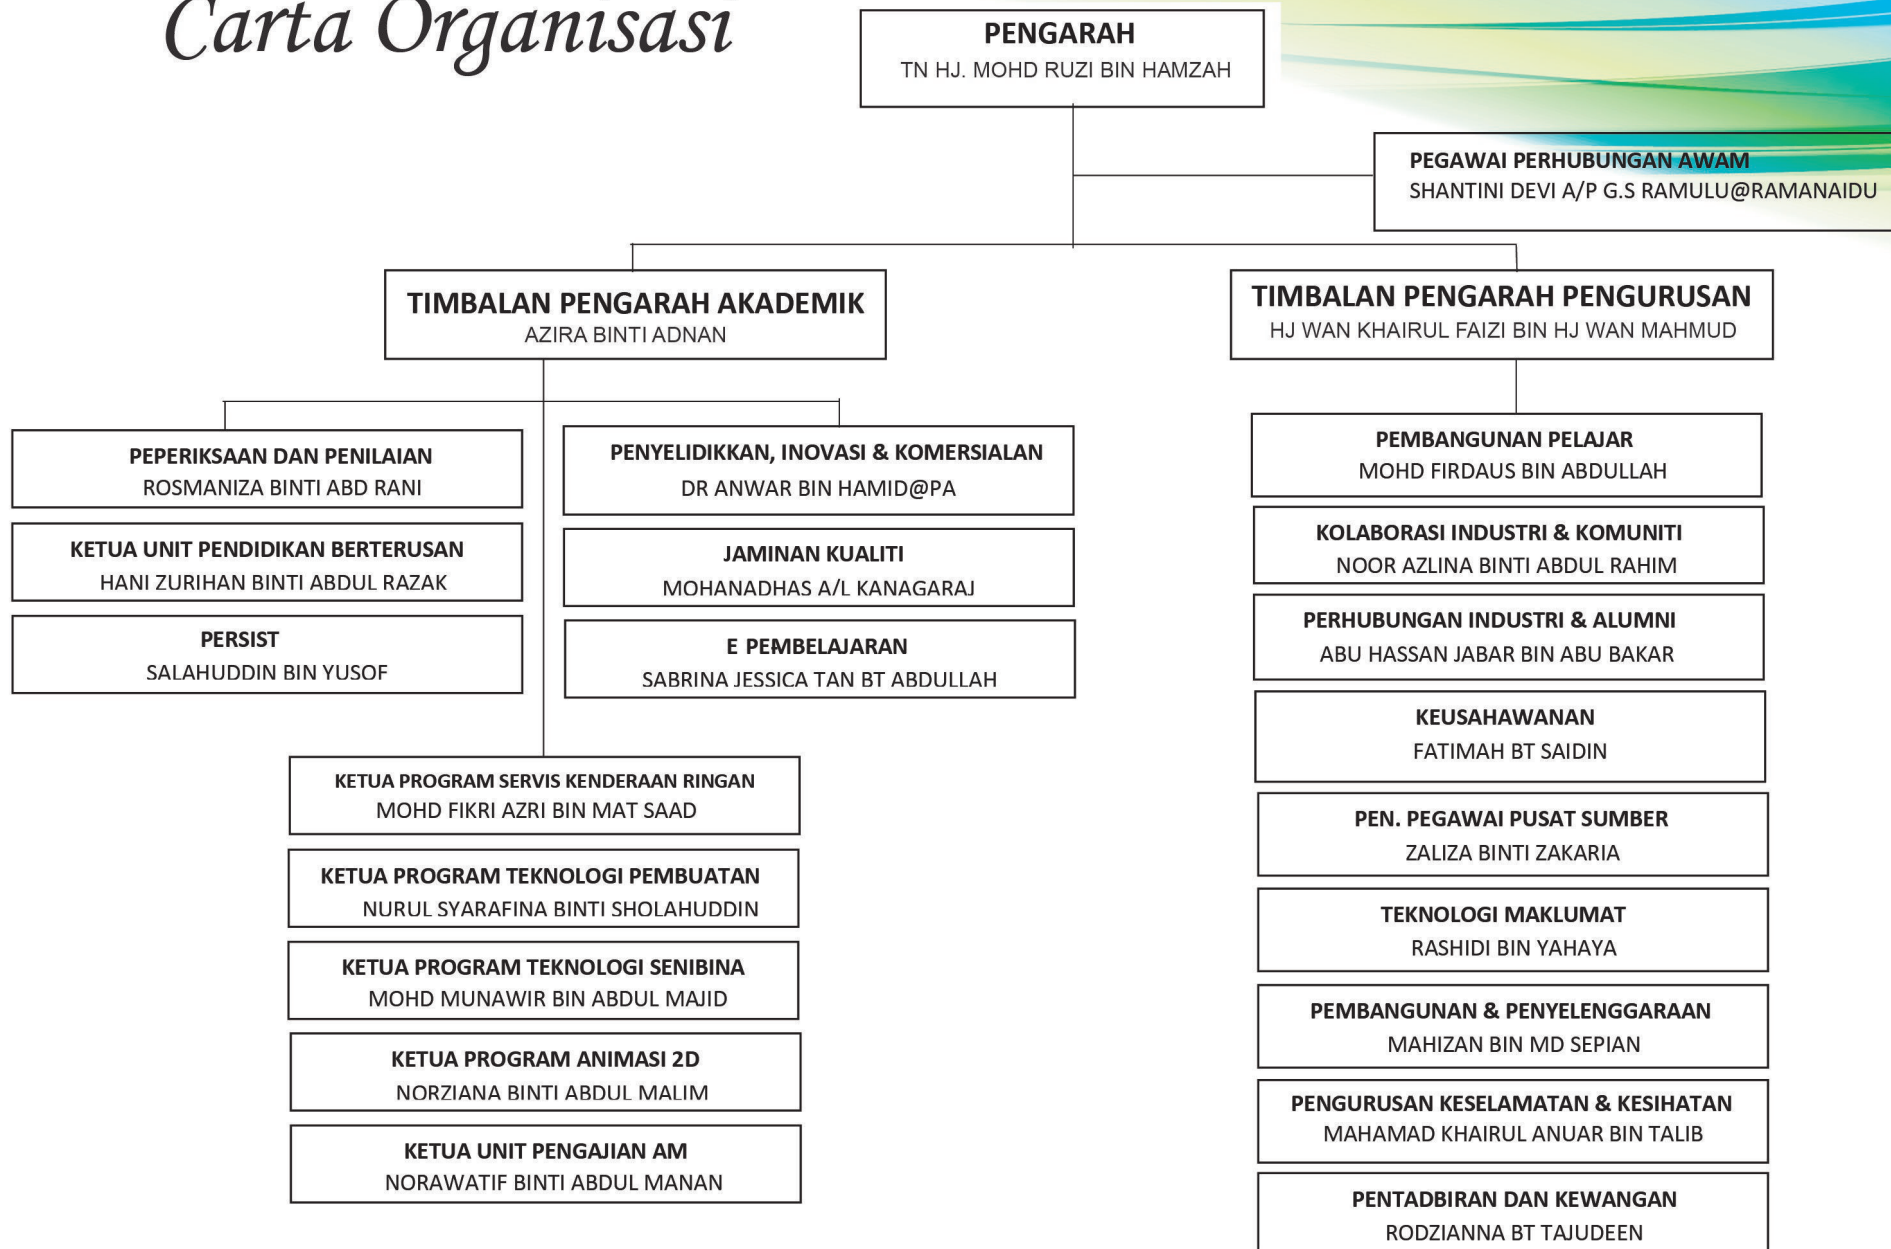 Carta Organisasi
PENGARAH
TN HJ. MOHD RUZI BIN HAMZAH
PEGAWAI PERHUBUNGAN AWAM
SHANTINI DEVI A/P G.S RAMULU@RAMANAIDU
TIMBALAN PENGARAH AKADEMIK
AZIRA BINTI ADNAN
TIMBALAN PENGARAH PENGURUSAN
HJ WAN KHAIRUL FAIZI BIN HJ WAN MAHMUD
PEPERIKSAAN DAN PENILAIAN
ROSMANIZA BINTI ABD RANI
KETUA UNIT PENDIDIKAN BERTERUSAN
HANI ZURIHAN BINTI ABDUL RAZAK
PERSIST
SALAHUDDIN BIN YUSOF
PENYELIDIKKAN, INOVASI & KOMERSIALAN
DR ANWAR BIN HAMID@PA
JAMINAN KUALITI
MOHANADHAS A/L KANAGARAJ
E PEMBELAJARAN
SABRINA JESSICA TAN BT ABDULLAH
KETUA PROGRAM SERVIS KENDERAAN RINGAN
MOHD FIKRI AZRI BIN MAT SAAD
KETUA PROGRAM TEKNOLOGI PEMBUATAN
NURUL SYARAFINA BINTI SHOLAHUDDIN
KETUA PROGRAM TEKNOLOGI SENIBINA
MOHD MUNAWIR BIN ABDUL MAJID
KETUA PROGRAM ANIMASI 2D
NORZIANA BINTI ABDUL MALIM
KETUA UNIT PENGAJIAN AM
NORAWATIF BINTI ABDUL MANAN
PEMBANGUNAN PELAJAR
MOHD FIRDAUS BIN ABDULLAH
KOLABORASI INDUSTRI & KOMUNITI
NOOR AZLINA BINTI ABDUL RAHIM
PERHUBUNGAN INDUSTRI & ALUMNI
ABU HASSAN JABAR BIN ABU BAKAR
KEUSAHAWANAN
FATIMAH BT SAIDIN
PEN. PEGAWAI PUSAT SUMBER
ZALIZA BINTI ZAKARIA
TEKNOLOGI MAKLUMAT
RASHIDI BIN YAHAYA
PEMBANGUNAN & PENYELENGGARAAN
MAHIZAN BIN MD SEPIAN
PENGURUSAN KESELAMATAN & KESIHATAN
MAHAMAD KHAIRUL ANUAR BIN TALIB
PENTADBIRAN DAN KEWANGAN
RODZIANNA BT TAJUDEEN